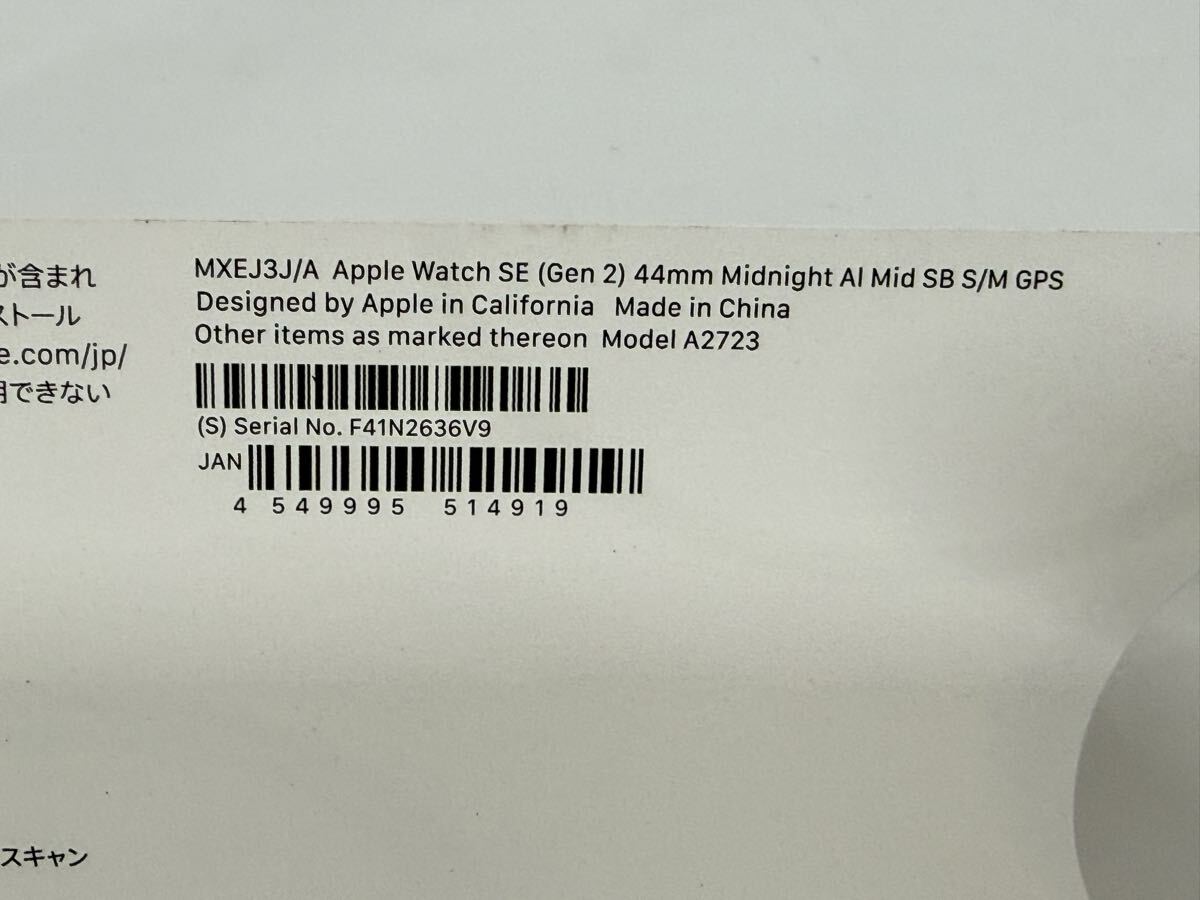 が含まれ
ストール
e.com/jp/
用できない
MXEJ3J/A Apple Watch SE (Gen 2) 44mm Midnight Al Mid SB S/M GPS
Designed by Apple in California Made in China
Other items as marked thereon Model A2723
(S) Serial No. F41N2636V9
JAN
4 549995 514919
スキャン